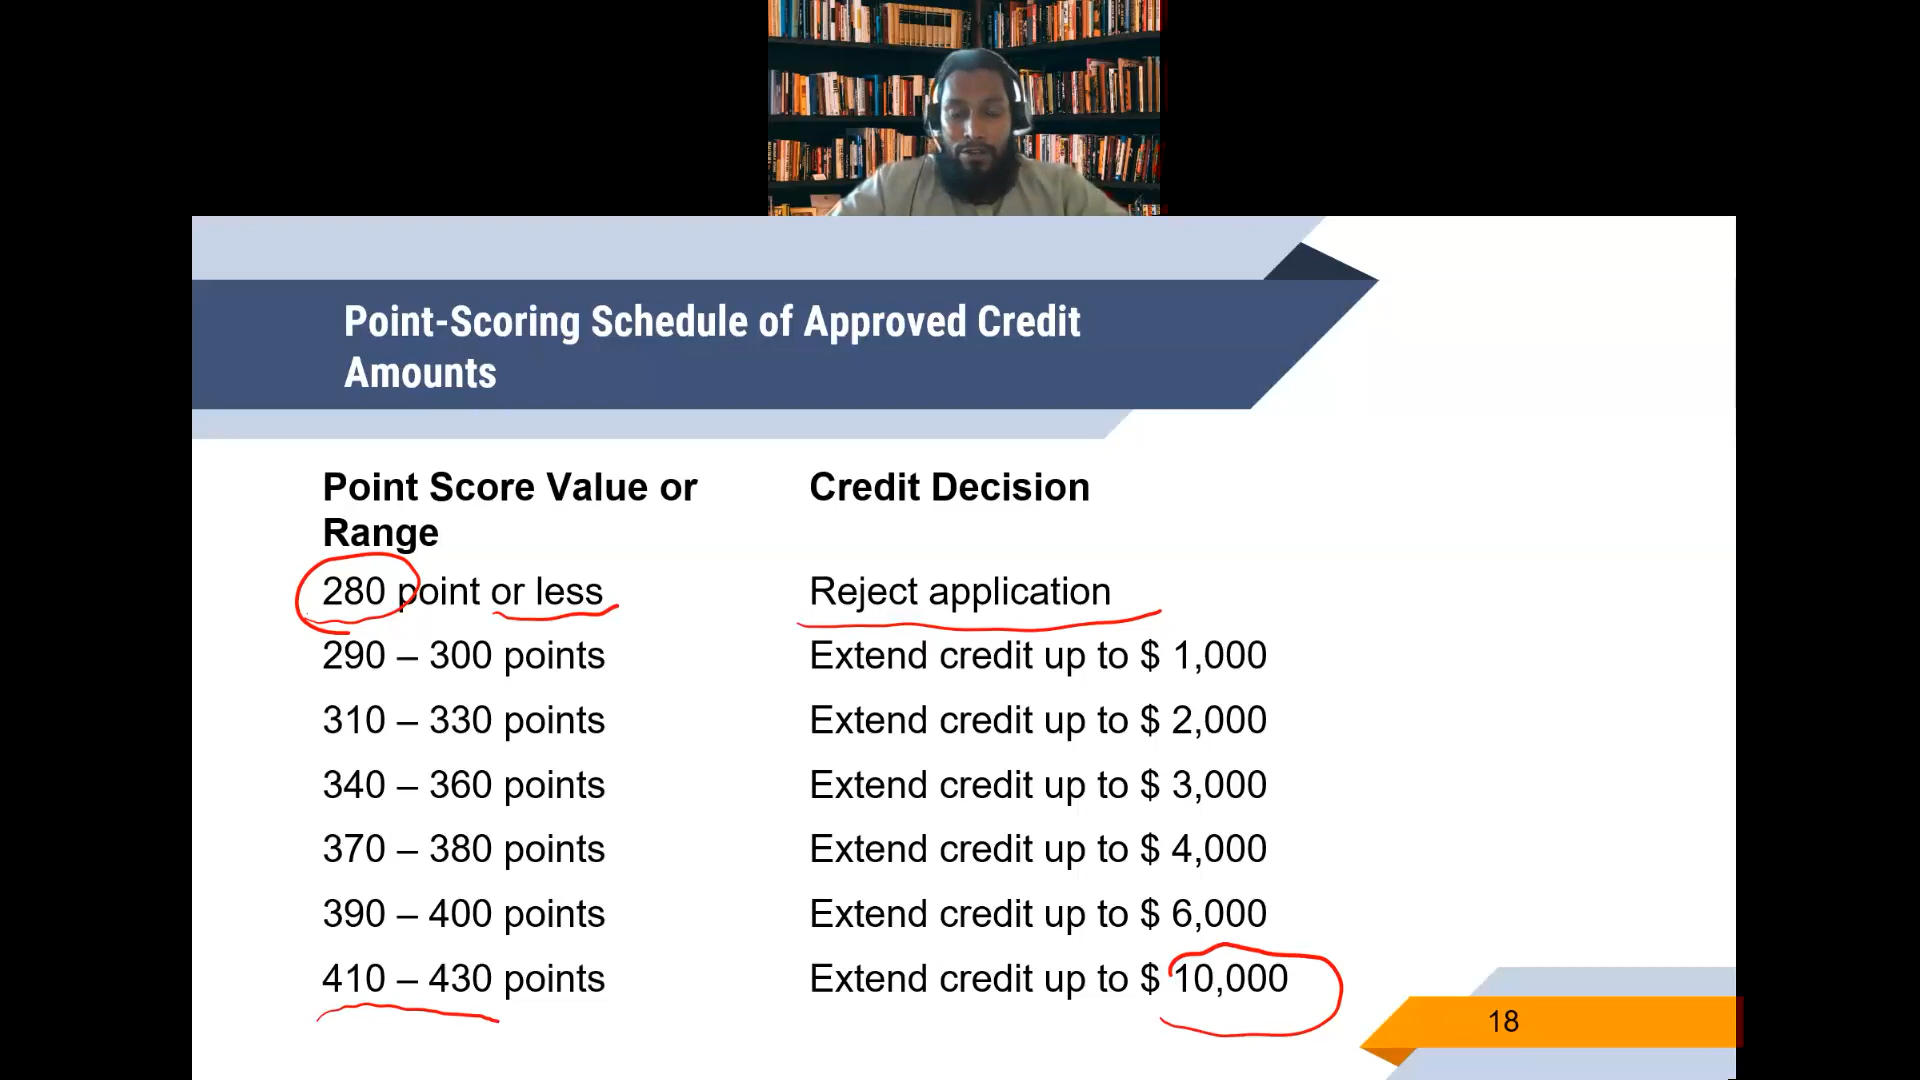 Point-Scoring Schedule of Approved Credit
Amounts
Point Score Value or
Range
Credit Decision
280 point or less
Reject application
290 – 300 points
Extend credit up to $ 1,000
310 – 330 points
Extend credit up to $ 2,000
340 – 360 points
Extend credit up to $ 3,000
370 – 380 points
Extend credit up to $ 4,000
390 – 400 points
Extend credit up to $ 6,000
410 – 430 points
Extend credit up to $ 10,000
18